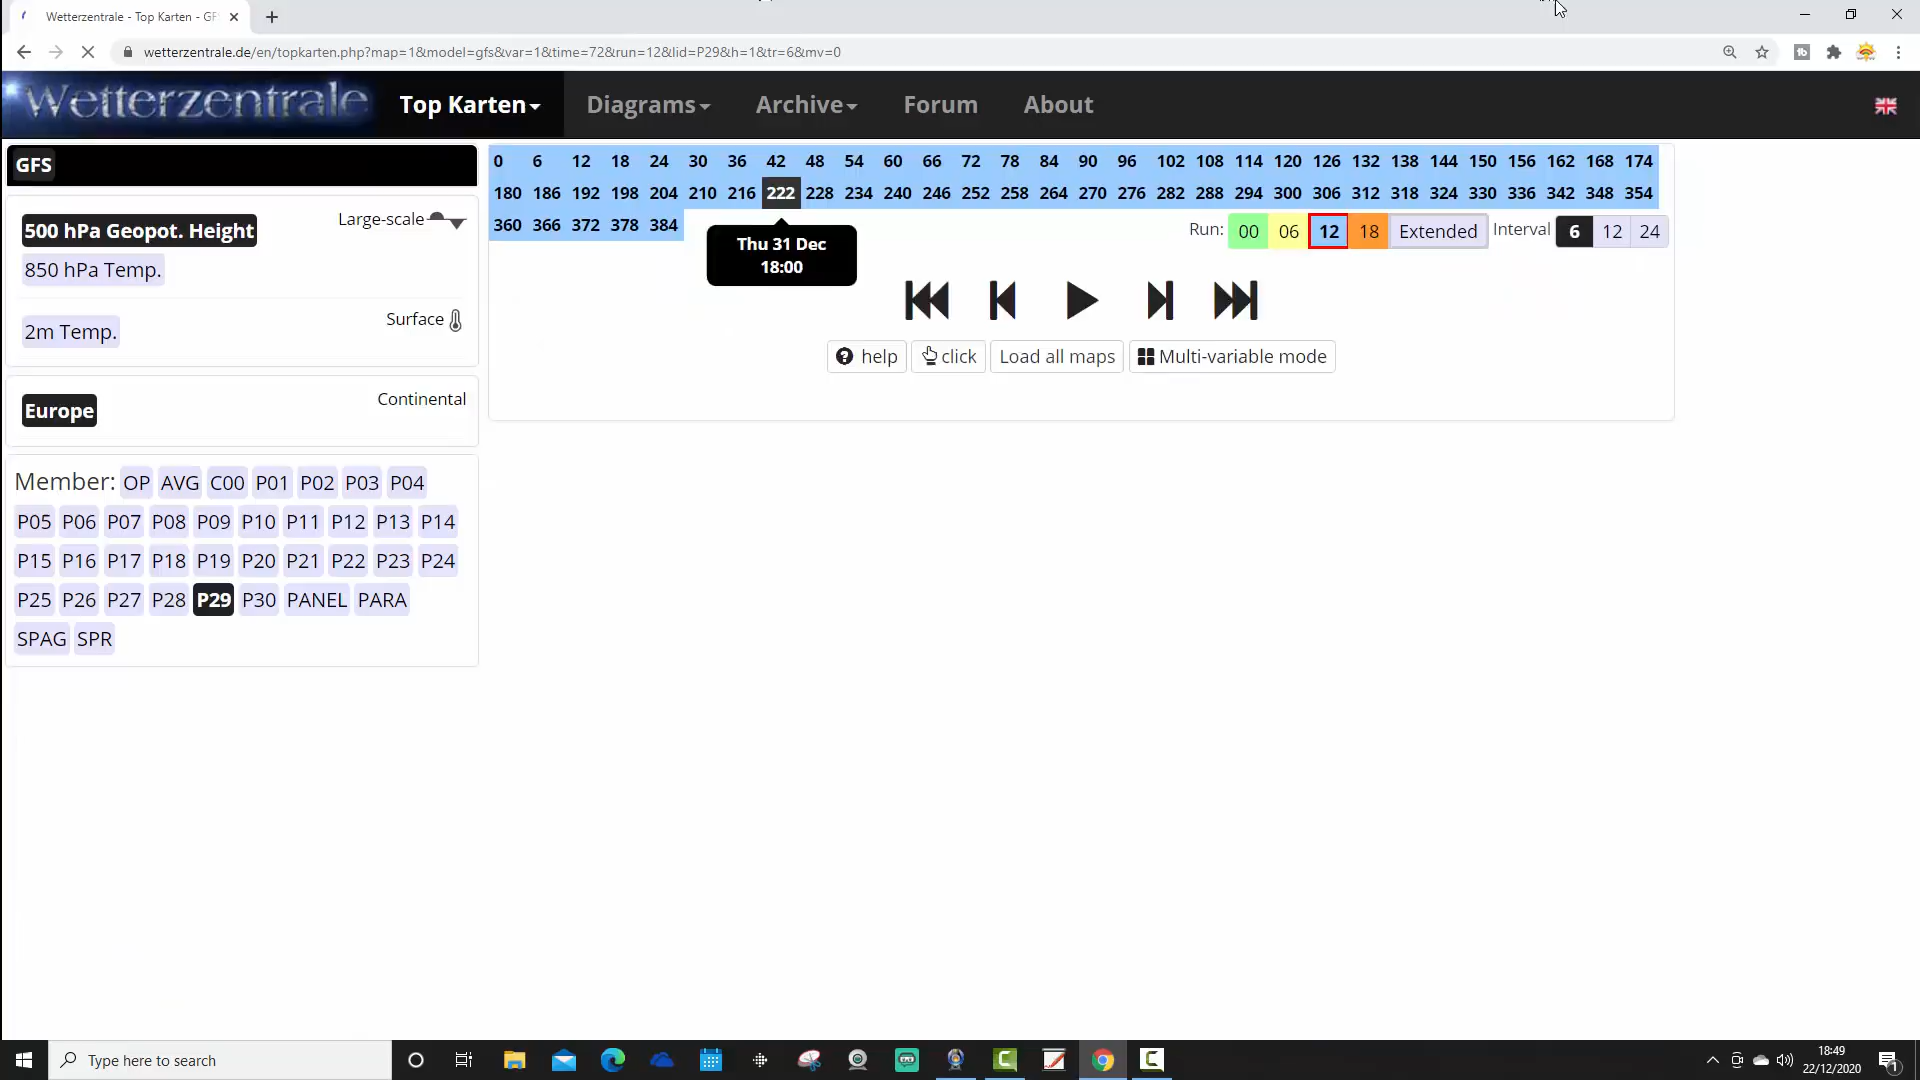 Wetterzentrale - Top Karten - GF
wetterzentrale.de/en/topkarten.php?map=1&model=gfs&var=1&time=72&run=12&lid=P29&h=1&tr=6&mv=0
Wetterzentrale Top Karten Diagrams Archive Forum About
GFS
500 hPa Geopot. Height Large-scale
850 hPa Temp.
2m Temp. Surface
Europe Continental
Member: OP AVG C00 P01 P02 P03 P04
P05 P06 P07 P08 P09 P10 P11 P12 P13 P14
P15 P16 P17 P18 P19 P20 P21 P22 P23 P24
P25 P26 P27 P28 P29 P30 PANEL PARA
SPAG SPR
0 6 12 18 24 30 36 42 48 54 60 66 72 78 84 90 96 102 108 114 120 126 132 138 144 150 156 162 168 174
180 186 192 198 204 210 216 222 228 234 240 246 252 258 264 270 276 282 288 294 300 306 312 318 324 330 336 342 348 354
360 366 372 378 384
Thu 31 Dec
18:00
Run: 00 06 12 18 Extended Interval 6 12 24
help click Load all maps Multi-variable mode
Type here to search
18:49
22/12/2020